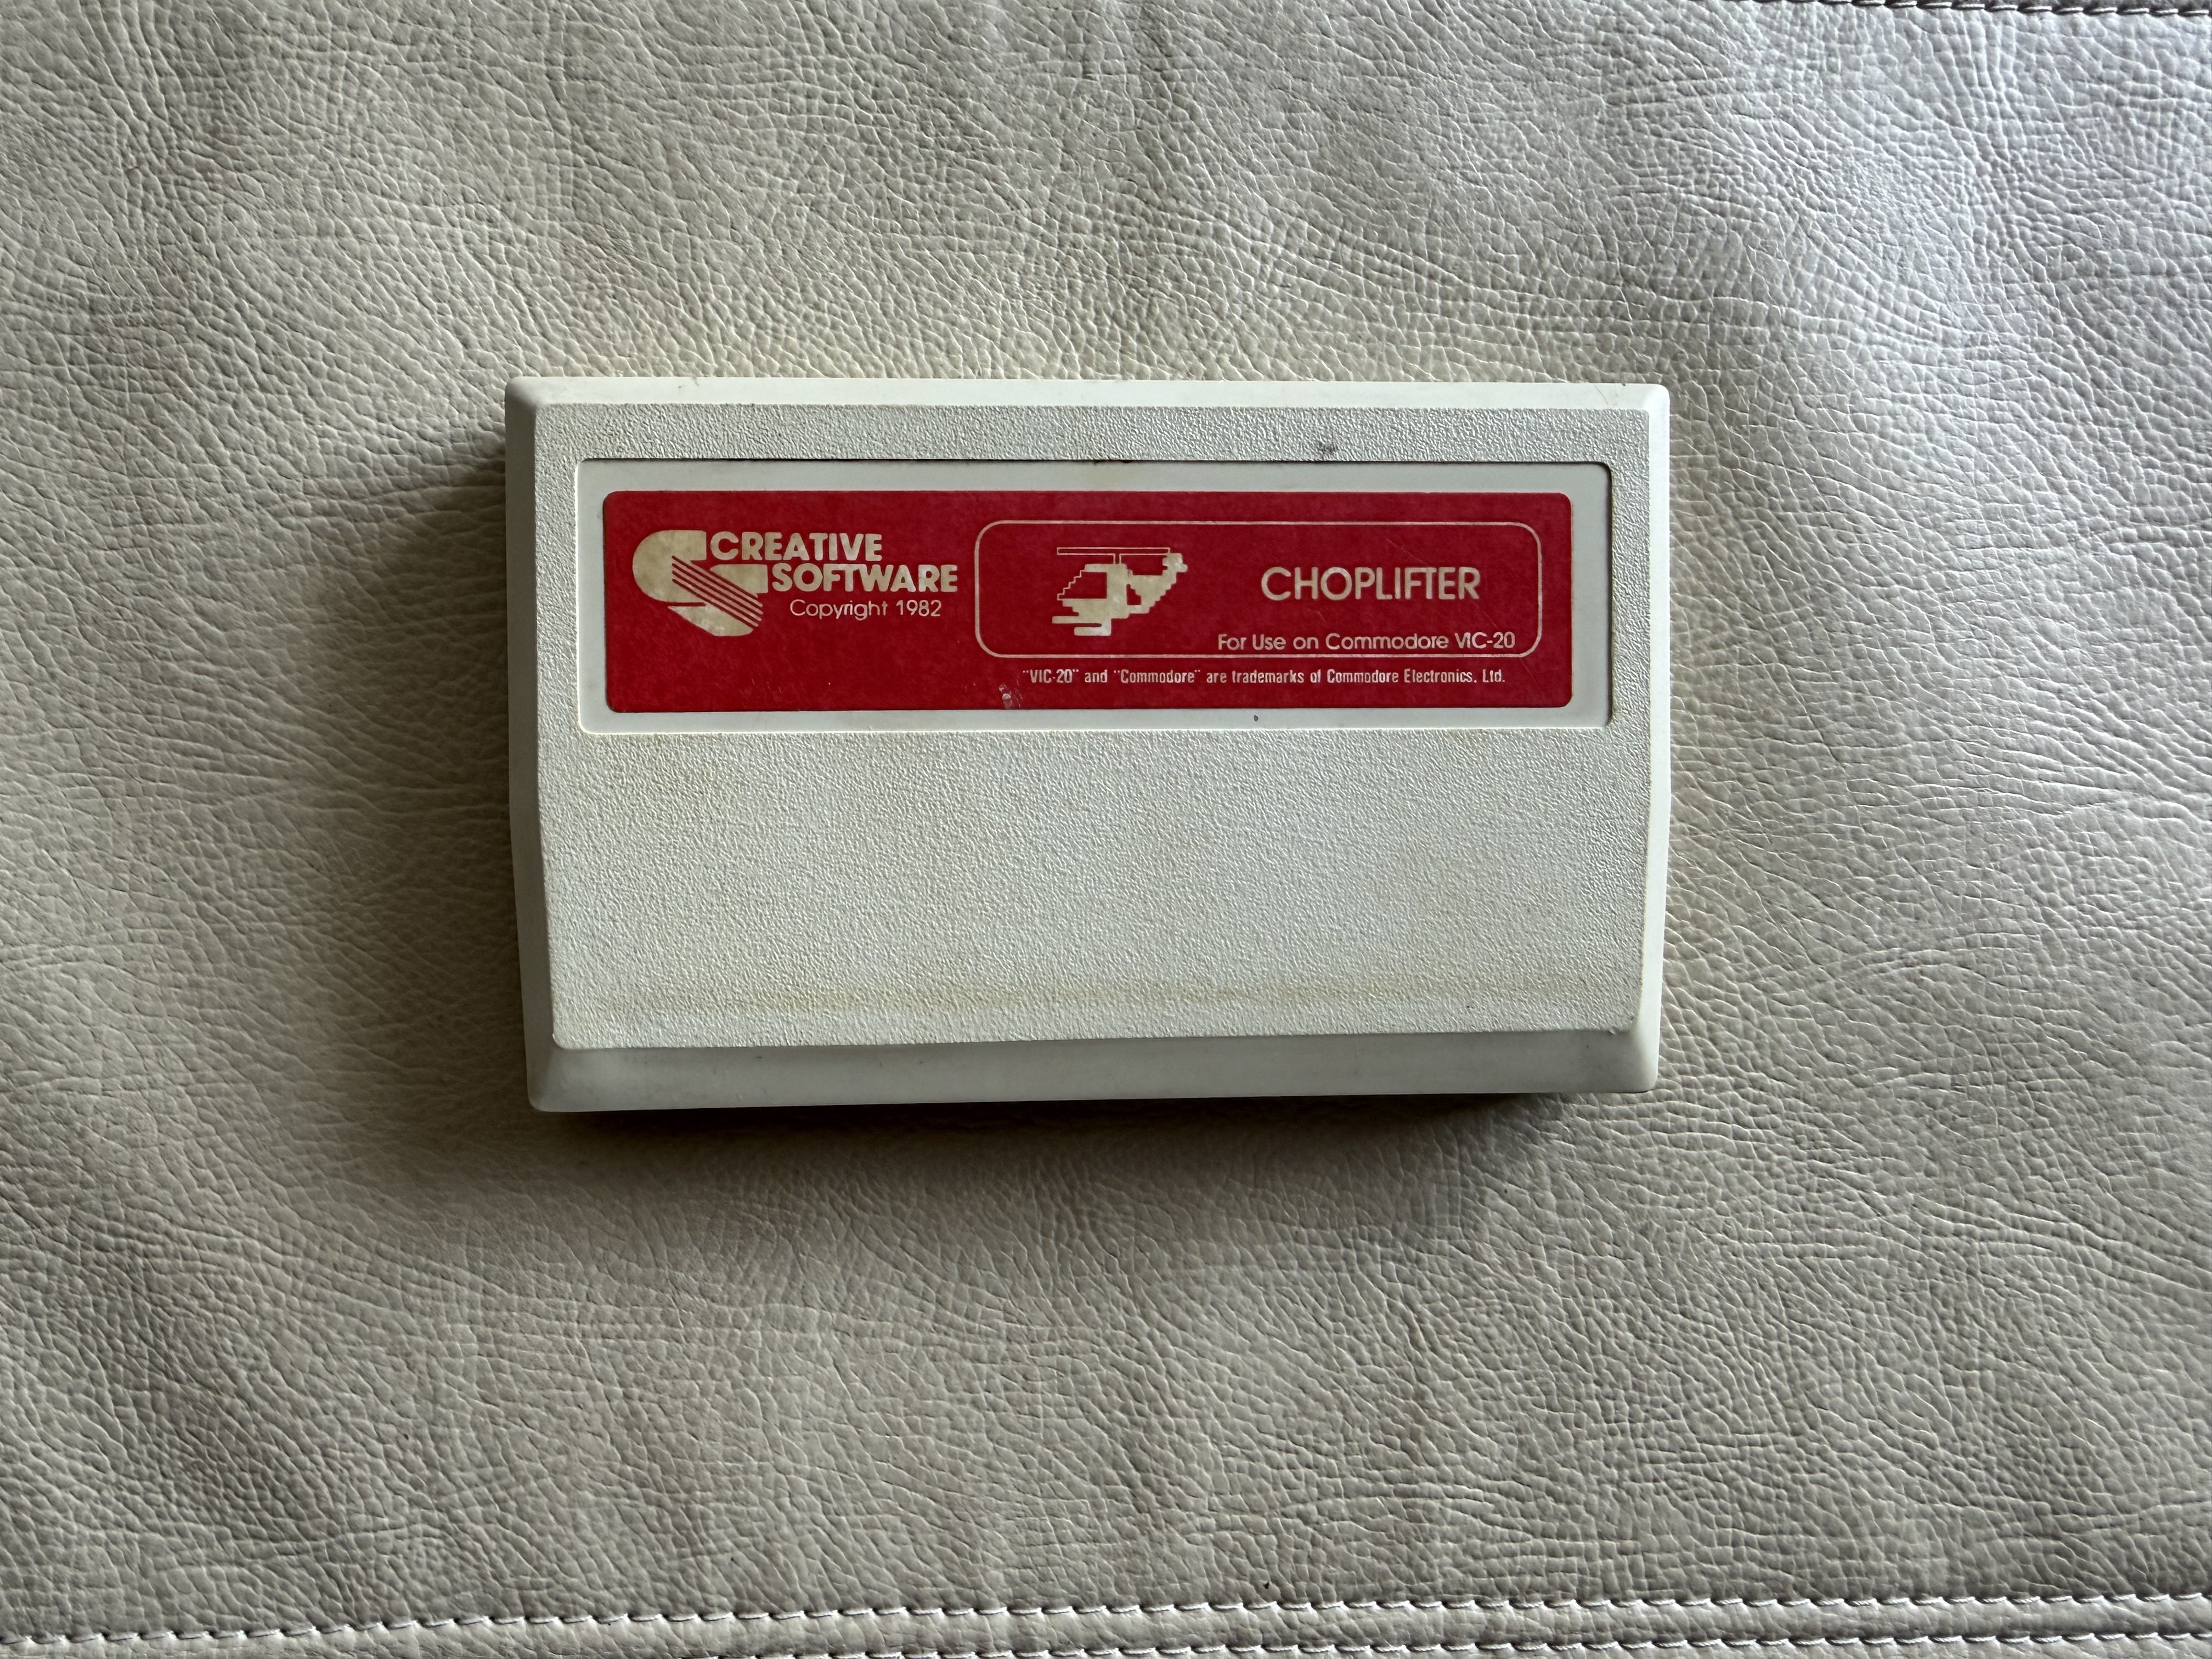 CREATIVE
SOFTWARE
Copyright 1982
CHOPLIFTER
For Use on Commodore VIC-20
"VIC-20" and "Commodore" are trademarks of Commodore Electronics, Ltd.